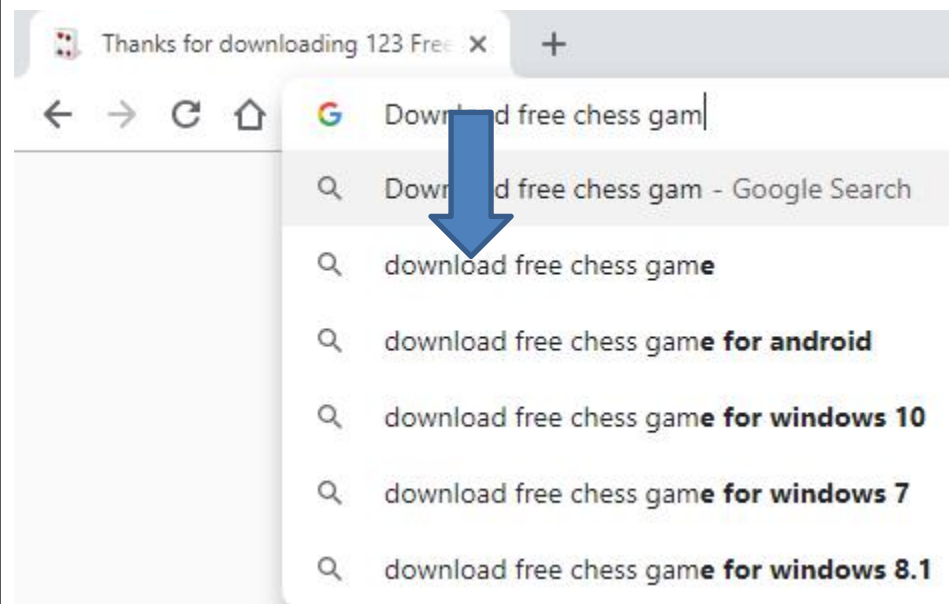 Thanks for downloading 123 Free
Download free chess gam
Download free chess gam - Google Search
download free chess game
download free chess game for android
download free chess game for windows 10
download free chess game for windows 7
download free chess game for windows 8.1